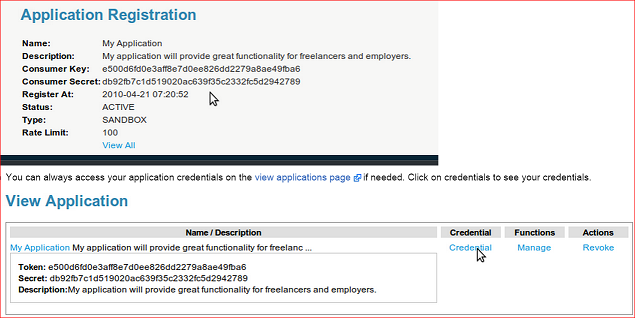 Application Registration
Name: My Application
Description: My application will provide great functionality for freelancers and employers.
Consumer Key: e500d6fd0e3aff8e7d0ee826dd2279a8ae49fba6
Consumer Secret: db92fb7c1d519020ac639f35c2332fc5d2942789
Register At: 2010-04-21 07:20:52
Status: ACTIVE
Type: SANDBOX
Rate Limit: 100
View All
You can always access your application credentials on the view applications page if needed. Click on credentials to see your credentials.
View Application
Name / Description Credential Functions Actions
My Application My application will provide great functionality for freelanc ... Credential Manage Revoke
Token: e500d6fd0e3aff8e7d0ee826dd2279a8ae49fba6
Secret: db92fb7c1d519020ac639f35c2332fc5d2942789
Description:My application will provide great functionality for freelancers and employers.